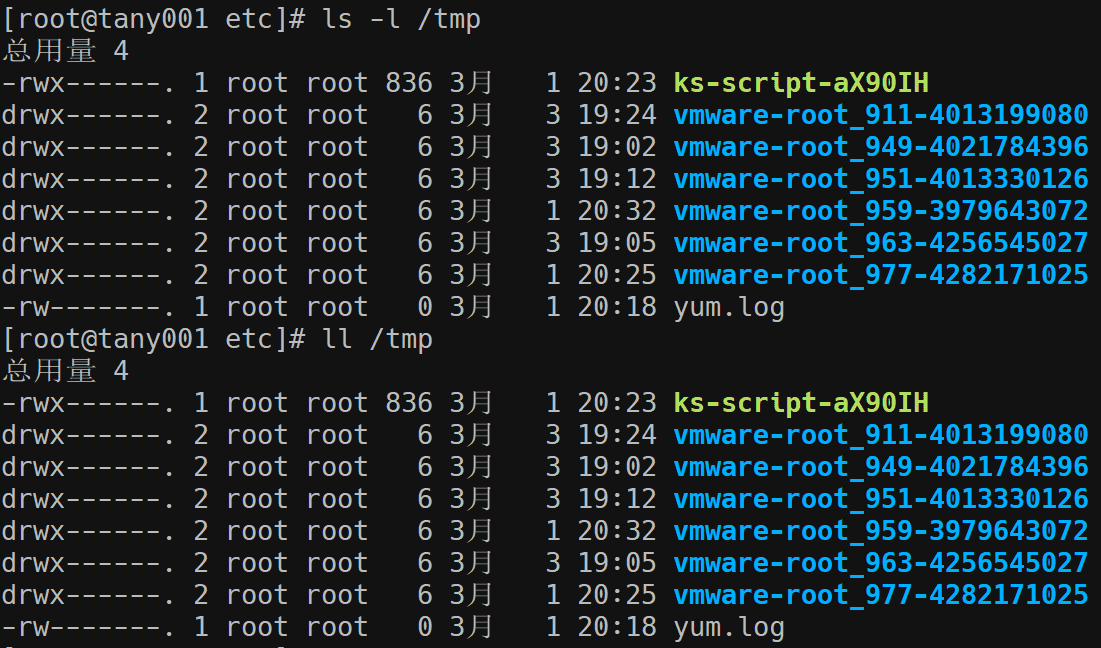 [root@tany001 etc]# ls -l /tmp
总用量 4
-rwx------. 1 root root 836 3月   1 20:23 ks-script-aX90IH
drwx------. 2 root root   6 3月   3 19:24 vmware-root_911-4013199080
drwx------. 2 root root   6 3月   3 19:02 vmware-root_949-4021784396
drwx------. 2 root root   6 3月   3 19:12 vmware-root_951-4013330126
drwx------. 2 root root   6 3月   1 20:32 vmware-root_959-3979643072
drwx------. 2 root root   6 3月   3 19:05 vmware-root_963-4256545027
drwx------. 2 root root   6 3月   1 20:25 vmware-root_977-4282171025
-rw-------. 1 root root   0 3月   1 20:18 yum.log
[root@tany001 etc]# ll /tmp
总用量 4
-rwx------. 1 root root 836 3月   1 20:23 ks-script-aX90IH
drwx------. 2 root root   6 3月   3 19:24 vmware-root_911-4013199080
drwx------. 2 root root   6 3月   3 19:02 vmware-root_949-4021784396
drwx------. 2 root root   6 3月   3 19:12 vmware-root_951-4013330126
drwx------. 2 root root   6 3月   1 20:32 vmware-root_959-3979643072
drwx------. 2 root root   6 3月   3 19:05 vmware-root_963-4256545027
drwx------. 2 root root   6 3月   1 20:25 vmware-root_977-4282171025
-rw-------. 1 root root   0 3月   1 20:18 yum.log